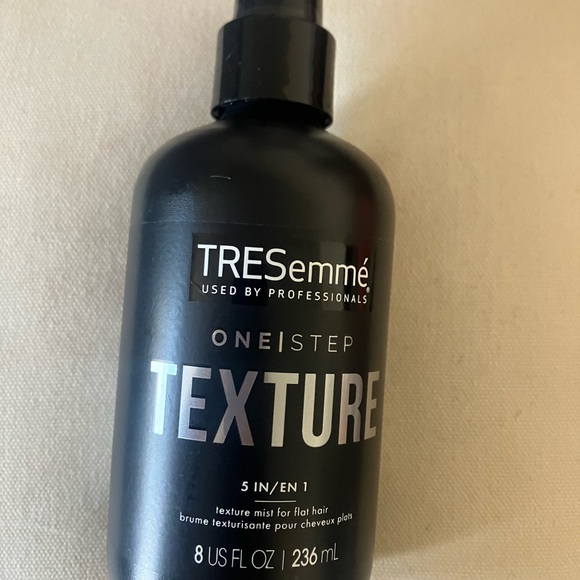 TRESemmé®
USED BY PROFESSIONALS
ONE|STEP
TEXTURE
5 IN/EN 1
texture mist for flat hair
brume texturisante pour cheveux plats
8 US FL OZ | 236 mL